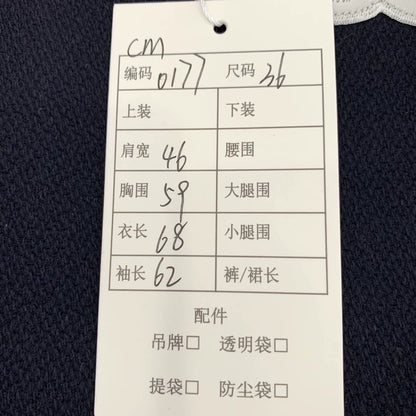 cm
编码 0177 尺码 36
上装 下装
肩宽 46 腰围
胸围 59 大腿围
衣长 68 小腿围
袖长 62 裤/裙长
配件
吊牌□ 透明袋□
提袋□ 防尘袋□